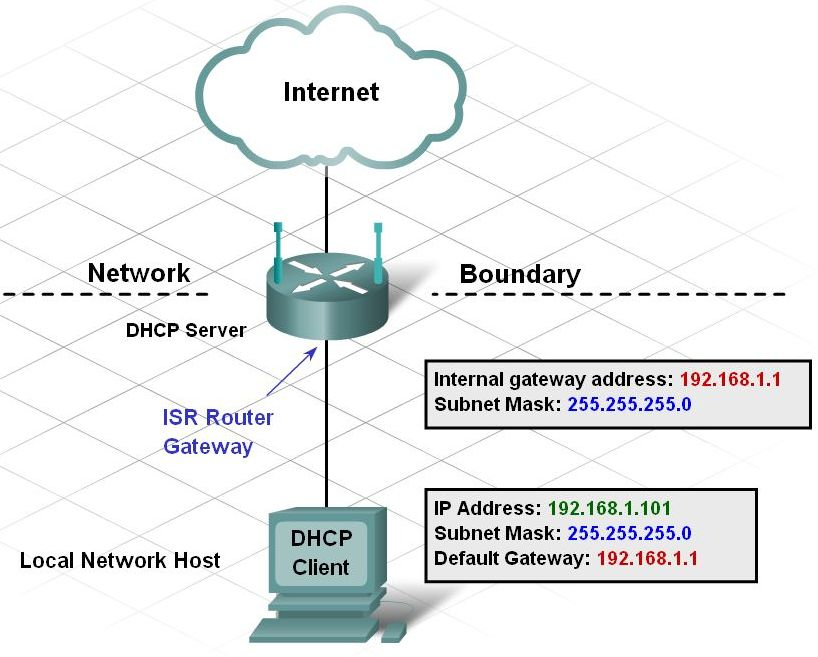 Internet
Network
Boundary
DHCP Server
ISR Router
Gateway
Internal gateway address: 192.168.1.1
Subnet Mask: 255.255.255.0
IP Address: 192.168.1.101
Subnet Mask: 255.255.255.0
Default Gateway: 192.168.1.1
Local Network Host
DHCP
Client